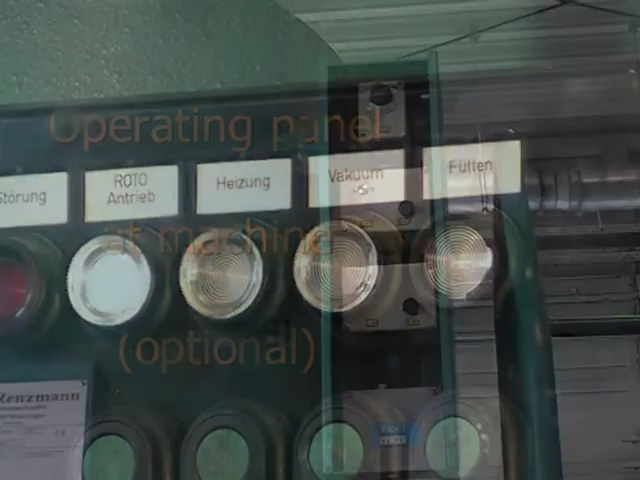 Operating panel
Störung
ROTO
Antrieb
Heizung
Vakuum
Füllen
at machine
(optional)
Renzmann